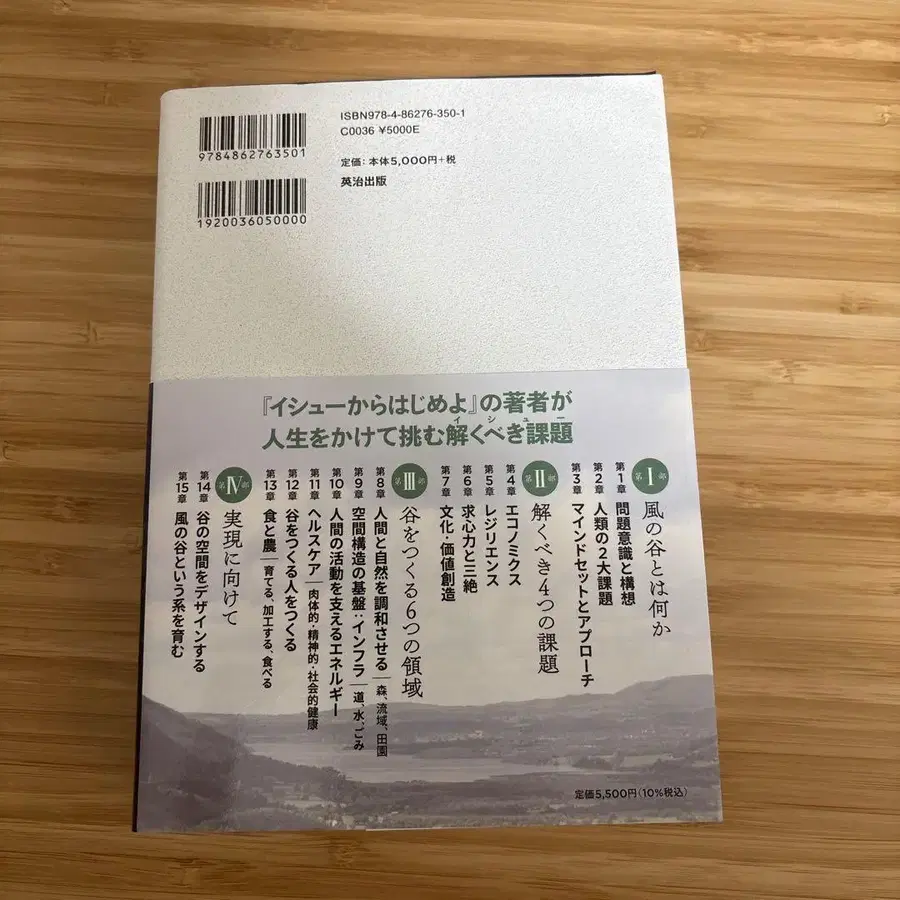 ISBN978-4-86276-350-1
C0036 ¥5000E
9784862763501
定価：本体5,000円+税
英治出版
1920036050000
『イシューからはじめよ』の著者が
人生をかけて挑む解くべき課題
イシュー
第Ⅰ部 風の谷とは何か
第1章 問題意識と構想
第2章 人類の2大課題
第3章 マインドセットとアプローチ
第Ⅱ部 解くべき4つの課題
第4章 エコノミクス
第5章 レジリエンス
第6章 求心力と三絶
第7章 文化・価値創造
第Ⅲ部 谷をつくる6つの領域
第8章 人間と自然を調和させる｜森、流域、田園
第9章 空間構造の基盤：インフラ｜道、水、ごみ
第10章 人間の活動を支えるエネルギー
第11章 ヘルスケア｜肉体的・精神的・社会的健康
第12章 谷をつくる人をつくる
第13章 食と農｜育てる、加工する、食べる
第Ⅳ部 実現に向けて
第14章 谷の空間をデザインする
第15章 風の谷という系を育む
定価5,500円（10%税込）